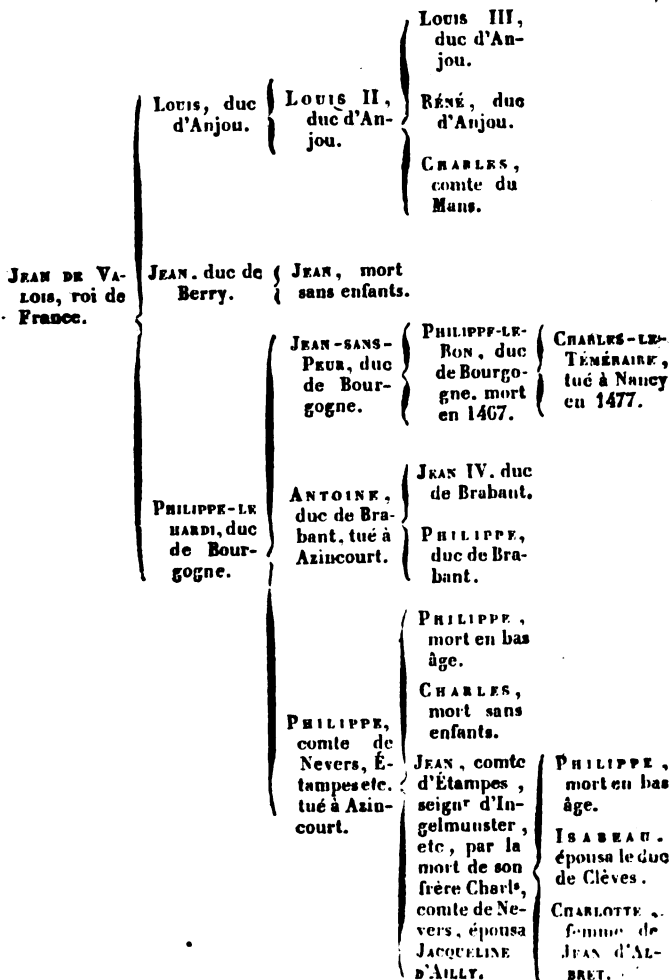 JEAN DE VA-
LOIS, roi de
France.
LOUIS, duc
d'Anjou.
LOUIS II,
duc d'An-
jou.
LOUIS III,
duc d'An-
jou.
RÉNÉ, duc
d'Anjou.
CHARLES,
comte du
Mans.
JEAN. duc de
Berry.
JEAN, mort
sans enfants.
PHILIPPE-LE
HARDI, duc
de Bour-
gogne.
JEAN-SANS-
PEUR, duc
de Bour-
gogne.
PHILIPPE-LE-
BON, duc
de Bourgo-
gne. mort
en 1467.
CHARLES-LE-
TÉMÉRAIRE,
tué à Nancy
en 1477.
ANTOINE,
duc de Bra-
bant, tué à
Azincourt.
JEAN IV. duc
de Brabant.
PHILIPPE,
duc de Bra-
bant.
PHILIPPE,
comte de
Nevers, É-
tampes etc.
tué à Azin-
court.
PHILIPPE,
mort en bas
âge.
CHARLES,
mort sans
enfants.
JEAN, comte
d'Étampes,
seignr d'In-
gelmunster,
etc, par la
mort de son
frère Charls,
comte de Ne-
vers, épousa
JACQUELINE
D'AILLY.
PHILIPPE,
mort en bas
âge.
ISABEAU.
épousa le duc
de Clèves.
CHARLOTTE,
femme de
JEAN D'AL-
BRET.